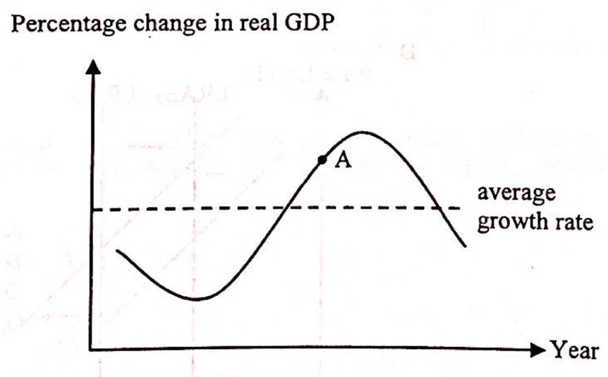 Percentage change in real GDP
A
average
growth rate
Year